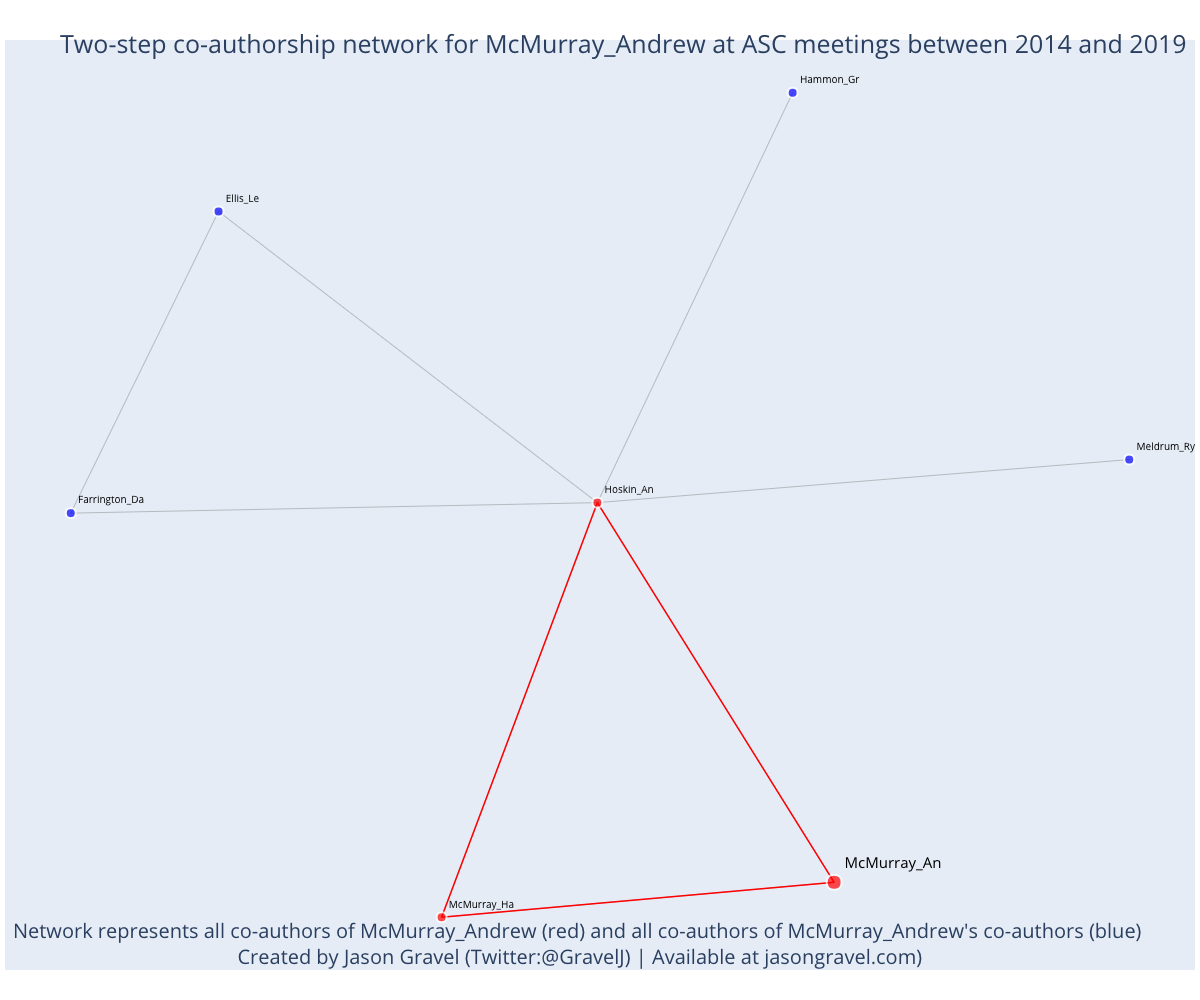 Two-step co-authorship network for McMurray_Andrew at ASC meetings between 2014 and 2019
Hammon_Gr
Ellis_Le
Meldrum_Ry
Hoskin_An
Farrington_Da
McMurray_An
McMurray_Ha
Network represents all co-authors of McMurray_Andrew (red) and all co-authors of McMurray_Andrew's co-authors (blue)
Created by Jason Gravel (Twitter:@GravelJ) | Available at jasongravel.com)